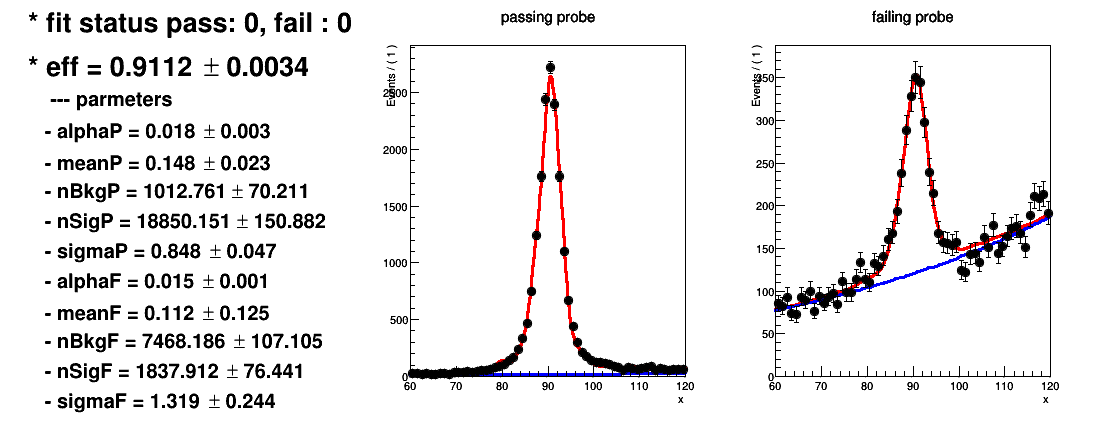 * fit status pass: 0, fail : 0
* eff = 0.9112 ± 0.0034
--- parmeters
- alphaP = 0.018 ± 0.003
- meanP = 0.148 ± 0.023
- nBkgP = 1012.761 ± 70.211
- nSigP = 18850.151 ± 150.882
- sigmaP = 0.848 ± 0.047
- alphaF = 0.015 ± 0.001
- meanF = 0.112 ± 0.125
- nBkgF = 7468.186 ± 107.105
- nSigF = 1837.912 ± 76.441
- sigmaF = 1.319 ± 0.244
passing probe
Events / ( 1 )
2500
2000
1500
1000
500
0
60 70 80 90 100 110 120
x
failing probe
Events / ( 1 )
350
300
250
200
150
100
50
0
60 70 80 90 100 110 120
x